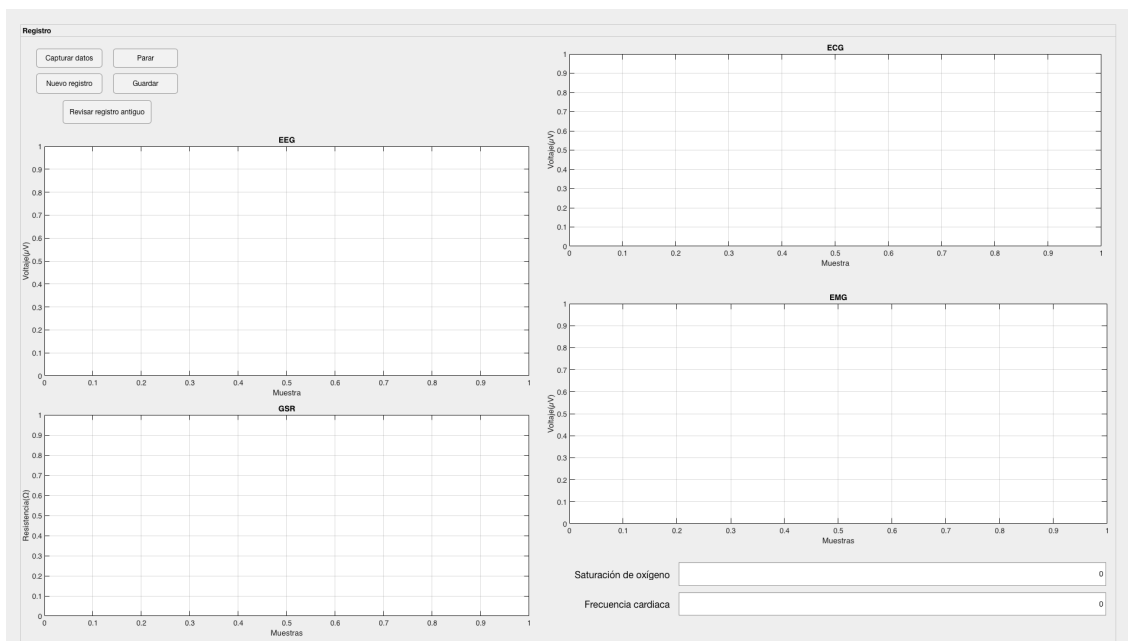 Registro
Capturar datos
Parar
Nuevo registro
Guardar
Revisar registro antiguo
EEG
1
0.9
0.8
0.7
0.6
0.5
0.4
0.3
0.2
0.1
0
Voltaje(μV)
0 0.1 0.2 0.3 0.4 0.5 0.6 0.7 0.8 0.9 1
Muestra
GSR
1
0.9
0.8
0.7
0.6
0.5
0.4
0.3
0.2
0.1
0
Resistencia(Ω)
0 0.1 0.2 0.3 0.4 0.5 0.6 0.7 0.8 0.9 1
Muestras
ECG
1
0.9
0.8
0.7
0.6
0.5
0.4
0.3
0.2
0.1
0
Voltaje(μV)
0 0.1 0.2 0.3 0.4 0.5 0.6 0.7 0.8 0.9 1
Muestra
EMG
1
0.9
0.8
0.7
0.6
0.5
0.4
0.3
0.2
0.1
0
Voltaje(μV)
0 0.1 0.2 0.3 0.4 0.5 0.6 0.7 0.8 0.9 1
Muestras
Saturación de oxígeno 0
Frecuencia cardiaca 0